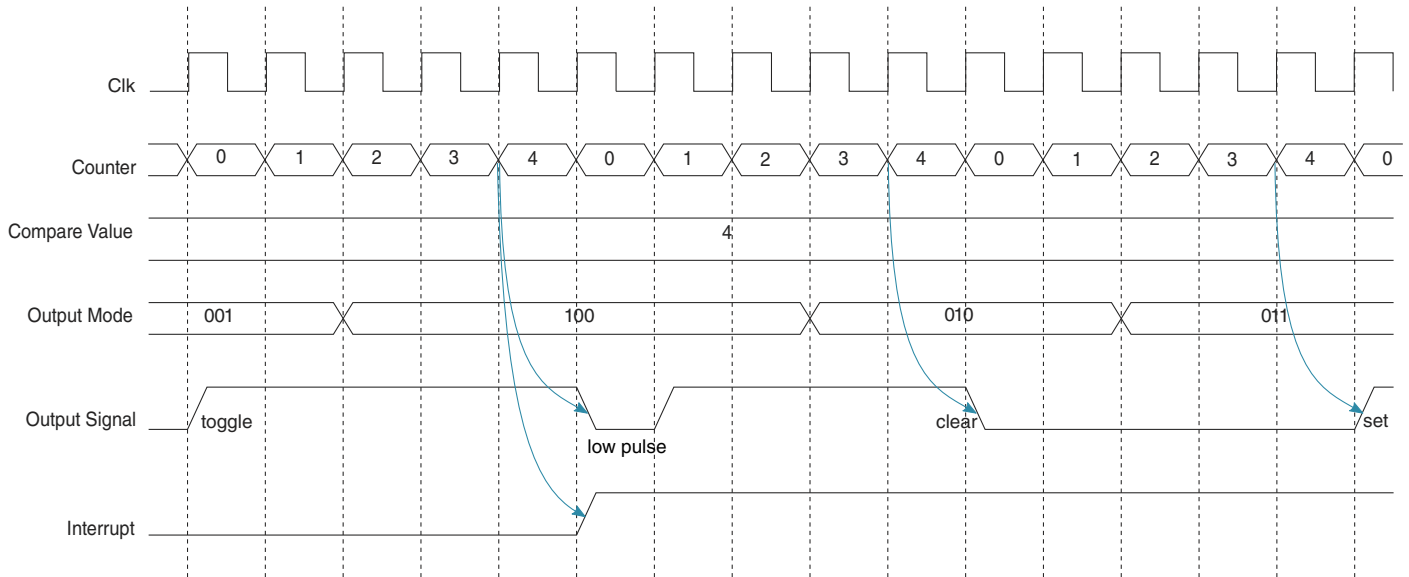 Clk
Counter 0 1 2 3 4 0 1 2 3 4 0 1 2 3 4 0
Compare Value 4
Output Mode 001 100 010 011
Output Signal toggle low pulse clear set
Interrupt